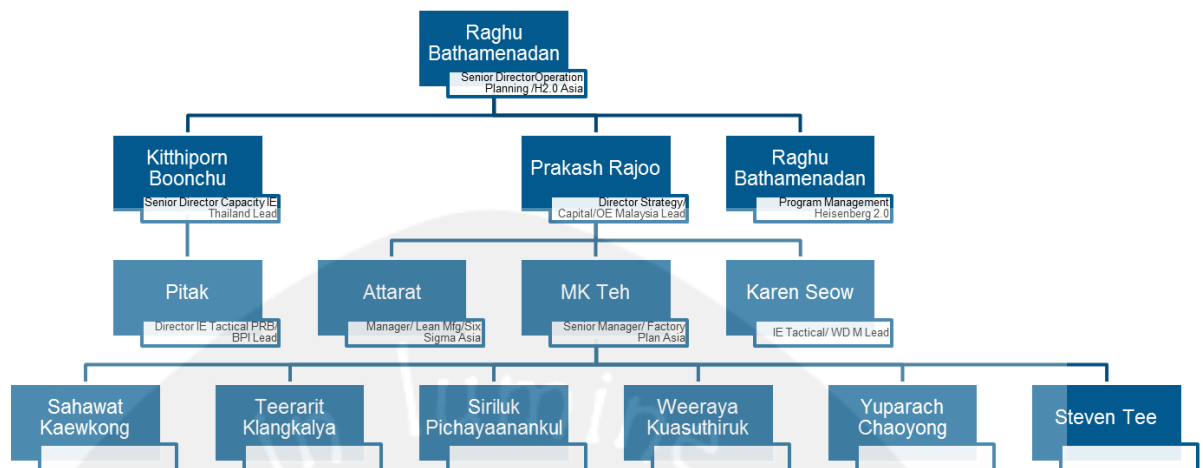 Raghu
Bathamenadan
Senior DirectorOperation
Planning /H2.0 Asia
Kitthiporn
Boonchu
Senior Director Capacity IE
Thailand Lead
Prakash Rajoo
Director Strategy/
Capital/OE Malaysia Lead
Raghu
Bathamenadan
Program Management
Heisenberg 2.0
Pitak
Director IE Tactical PRB/
BPI Lead
Attarat
Manager/ Lean Mfg/Six
Sigma Asia
MK Teh
Senior Manager/ Factory
Plan Asia
Karen Seow
IE Tactical/ WD M Lead
Sahawat
Kaewkong
Teerarit
Klangkalya
Siriluk
Pichayaanankul
Weeraya
Kuasuthiruk
Yuparach
Chaoyong
Steven Tee
In lumine